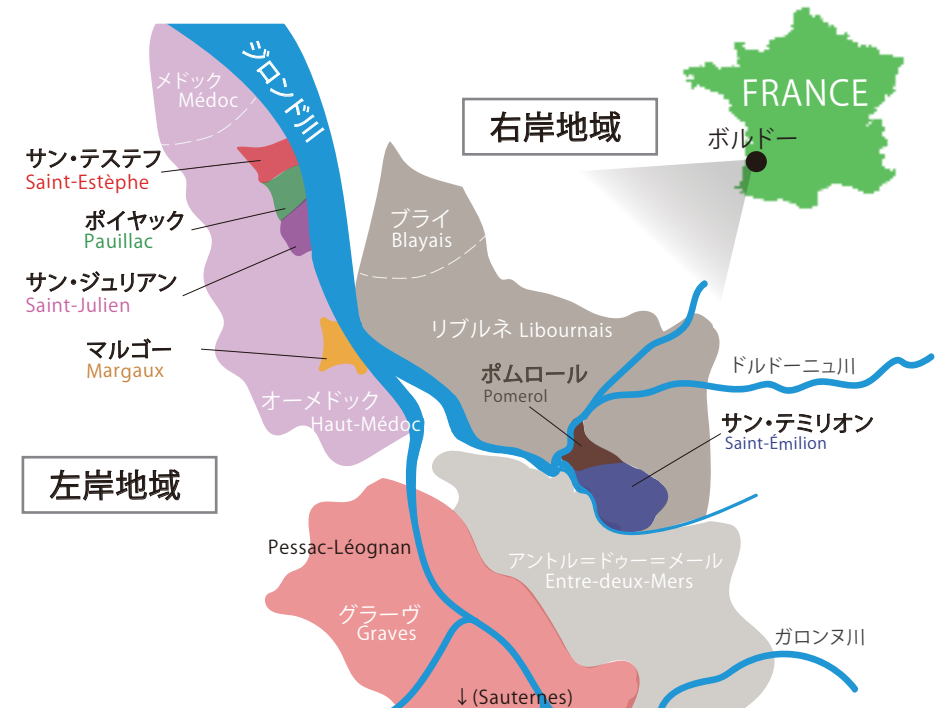 ジロンド川
メドック
Médoc
右岸地域
FRANCE
ボルドー
サン・テステフ
Saint-Estèphe
ポイヤック
Pauillac
ブライ
Blayais
サン・ジュリアン
Saint-Julien
リブルネ Libournais
マルゴー
Margaux
ドルドーニュ川
ポムロール
Pomerol
オーメドック
Haut-Médoc
サン・テミリオン
Saint-Émilion
左岸地域
Pessac-Léognan
アントル＝ドゥー＝メール
Entre-deux-Mers
グラーヴ
Graves
ガロンヌ川
↓(Sauternes)